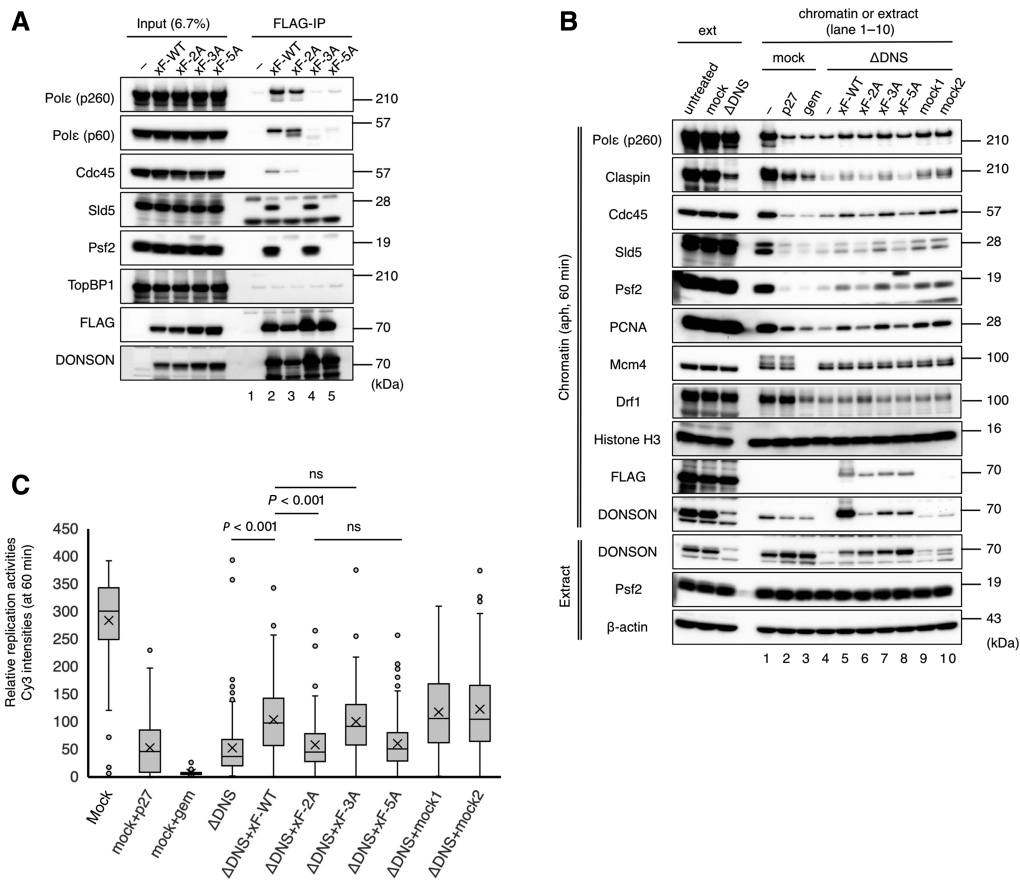 A
Input (6.7%)
FLAG-IP
– xF-WT xF-2A xF-3A xF-5A
– xF-WT xF-2A xF-3A xF-5A
Polε (p260)
210
Polε (p60)
57
Cdc45
57
Sld5
28
Psf2
19
TopBP1
210
FLAG
70
DONSON
70
(kDa)
1 2 3 4 5
B
ext
chromatin or extract
(lane 1–10)
mock
ΔDNS
untreated mock ΔDNS
– p27 gem – xF-WT xF-2A xF-3A xF-5A mock1 mock2
Chromatin (aph, 60 min)
Polε (p260)
210
Claspin
210
Cdc45
57
Sld5
28
Psf2
19
PCNA
28
Mcm4
100
Drf1
100
Histone H3
16
FLAG
70
DONSON
70
Extract
DONSON
70
Psf2
19
β-actin
43
(kDa)
1 2 3 4 5 6 7 8 9 10
C
ns
P < 0.001
P < 0.001
ns
Relative replication activities
Cy3 intensities (at 60 min)
450
400
350
300
250
200
150
100
50
0
Mock
mock+p27
mock+gem
ΔDNS
ΔDNS+xF-WT
ΔDNS+xF-2A
ΔDNS+xF-3A
ΔDNS+xF-5A
ΔDNS+mock1
ΔDNS+mock2